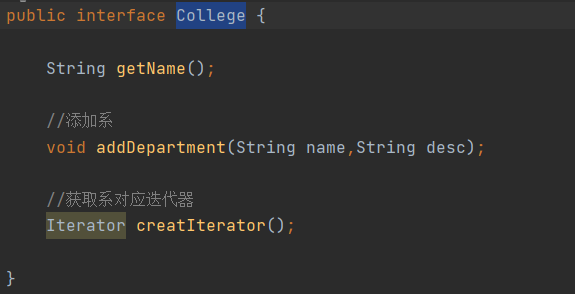 public interface College {
String getName();
//添加系
void addDepartment(String name,String desc);
//获取系对应迭代器
Iterator creatIterator();
}